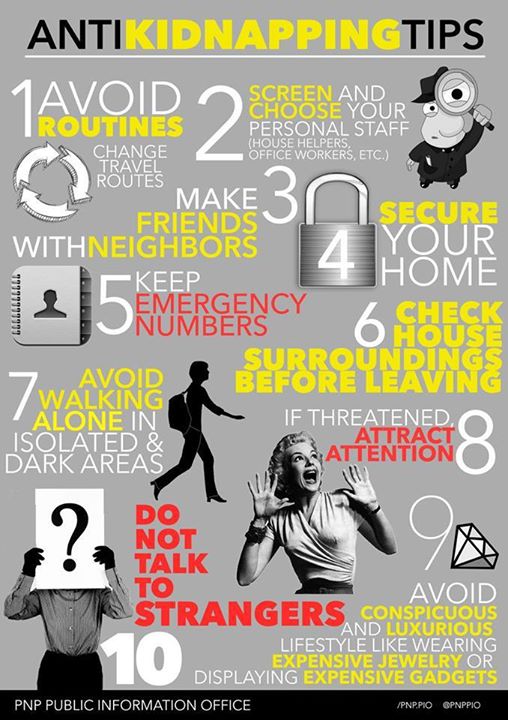 ANTIKIDNAPPINGTIPS
1 AVOID
ROUTINES
CHANGE
TRAVEL
ROUTES
2 SCREEN AND
CHOOSE YOUR
PERSONAL STAFF
(HOUSE HELPERS,
OFFICE WORKERS, ETC.)
3 MAKE
FRIENDS
WITHNEIGHBORS
4 SECURE
YOUR
HOME
5 KEEP
EMERGENCY
NUMBERS
6 CHECK
HOUSE
SURROUNDINGS
BEFORE LEAVING
7 AVOID
WALKING
ALONE IN
ISOLATED &
DARK AREAS
8 IF THREATENED,
ATTRACT
ATTENTION
9
AVOID
CONSPICUOUS
AND LUXURIOUS
LIFESTYLE LIKE WEARING
EXPENSIVE JEWELRY OR
DISPLAYING EXPENSIVE GADGETS
?
DO
NOT
TALK
TO
STRANGERS
10
PNP PUBLIC INFORMATION OFFICE
/PNP.PIO @PNPPIO